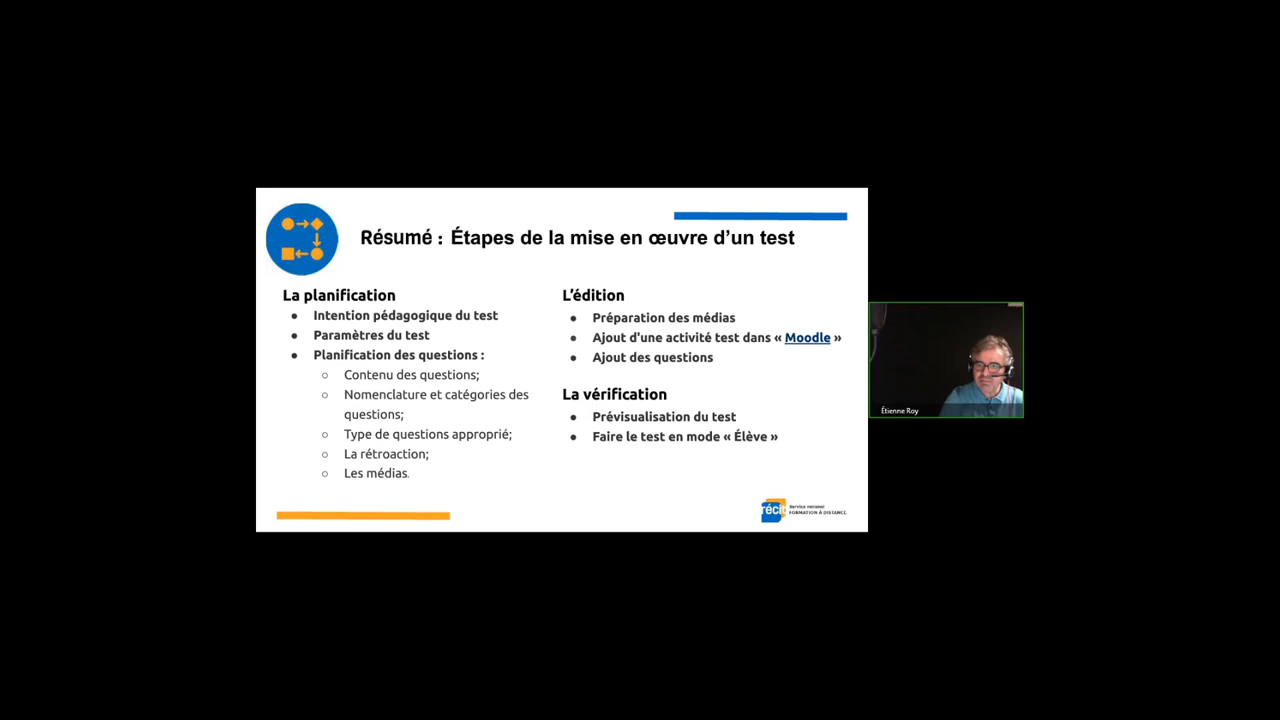 Résumé : Étapes de la mise en œuvre d’un test
La planification
● Intention pédagogique du test
● Paramètres du test
● Planification des questions :
○ Contenu des questions;
○ Nomenclature et catégories des
questions;
○ Type de questions approprié;
○ La rétroaction;
○ Les médias.
L’édition
● Préparation des médias
● Ajout d'une activité test dans « Moodle »
● Ajout des questions
La vérification
● Prévisualisation du test
● Faire le test en mode « Élève »
récit
Service national
FORMATION À DISTANCE
Étienne Roy